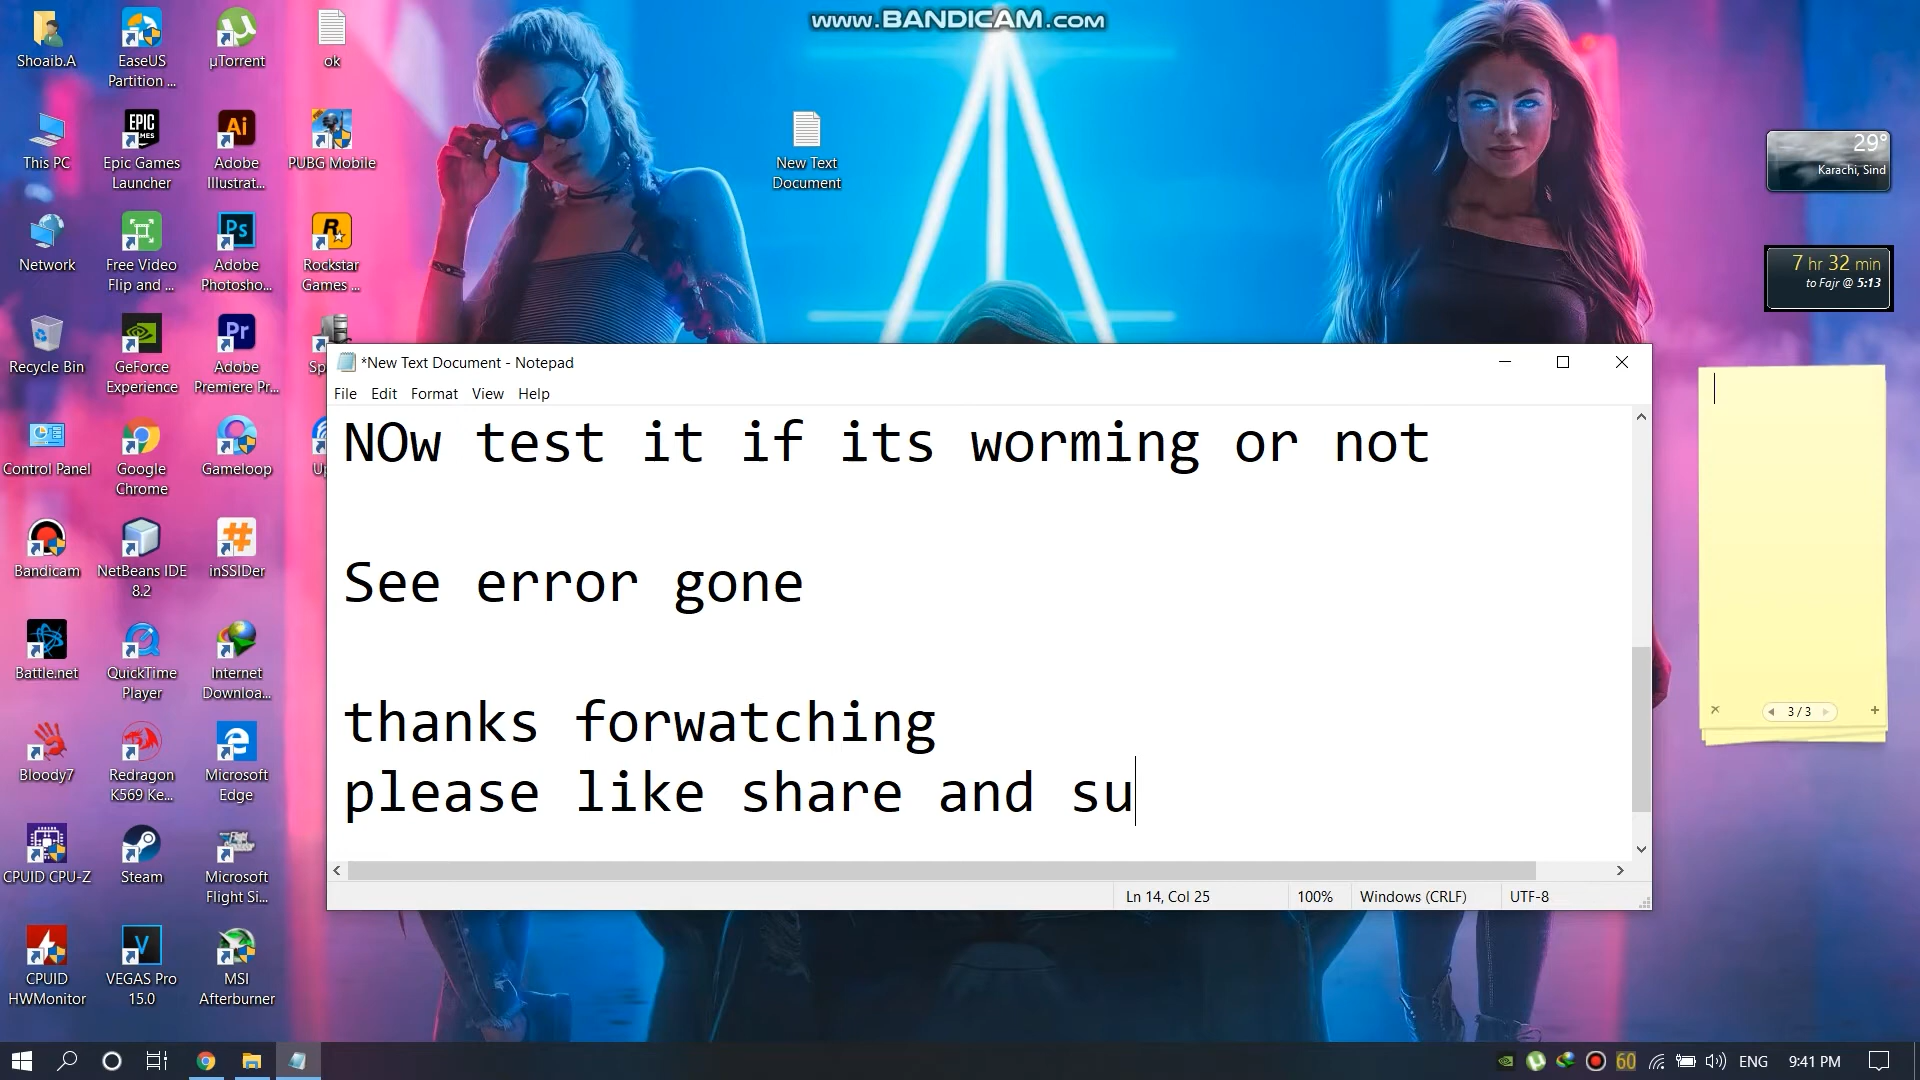 www.BANDICAM.com
Shoaib.A
EaseUS
Partition ...
µTorrent
ok
This PC
EPIC
GAMES
Epic Games
Launcher
Ai
Adobe
Illustrat...
PUBG Mobile
New Text
Document
29°
Karachi, Sind
Network
Free Video
Flip and ...
Ps
Adobe
Photosho...
R
Rockstar
Games ...
7 hr 32 min
to Fajr @ 5:13
Recycle Bin
GeForce
Experience
Pr
Adobe
Premiere Pr...
Sp
*New Text Document - Notepad
File Edit Format View Help
NOw test it if its worming or not
See error gone
thanks forwatching
please like share and su
Ln 14, Col 25
100%
Windows (CRLF)
UTF-8
3/3
Control Panel
Google
Chrome
Gameloop
U
Bandicam
NetBeans IDE
8.2
inSSIDer
Battle.net
QuickTime
Player
Internet
Downloa...
Bloody7
Redragon
K569 Ke...
Microsoft
Edge
CPUID CPU-Z
Steam
Microsoft
Flight Si...
CPUID
HWMonitor
V
VEGAS Pro
15.0
MSI
Afterburner
60
ENG
9:41 PM